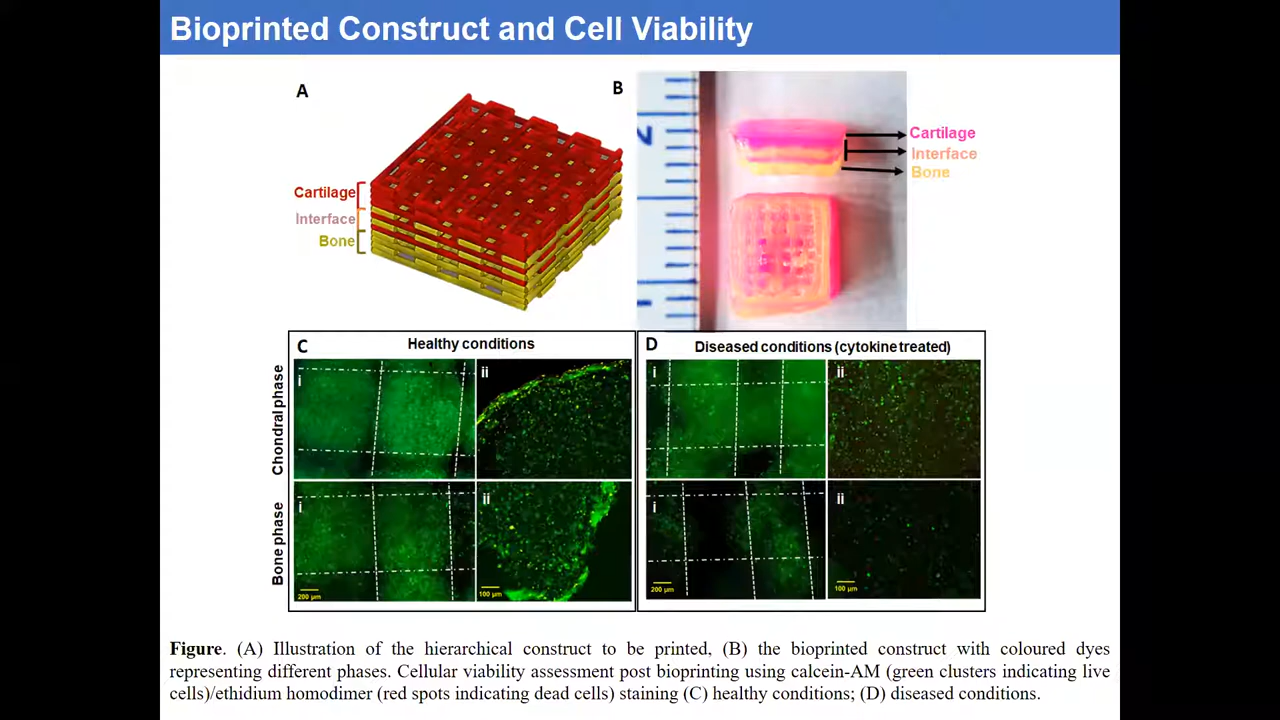 Bioprinted Construct and Cell Viability
A
B
Cartilage
Interface
Bone
2
Cartilage
Interface
Bone
C
Healthy conditions
D
Diseased conditions (cytokine treated)
Chondral phase
i
ii
i
ii
Bone phase
i
ii
i
ii
200 µm
100 µm
200 µm
100 µm
Figure. (A) Illustration of the hierarchical construct to be printed, (B) the bioprinted construct with coloured dyes
representing different phases. Cellular viability assessment post bioprinting using calcein-AM (green clusters indicating live
cells)/ethidium homodimer (red spots indicating dead cells) staining (C) healthy conditions; (D) diseased conditions.